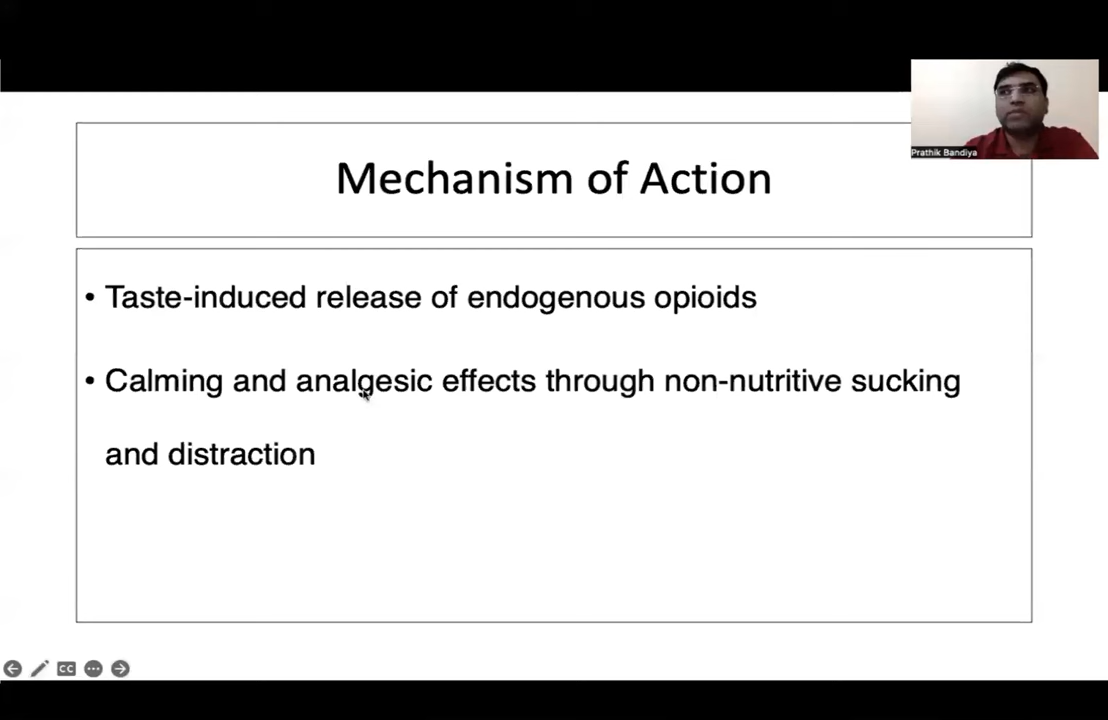 Prathik Bandiya
Mechanism of Action
• Taste-induced release of endogenous opioids
• Calming and analgesic effects through non-nutritive sucking
and distraction
CC